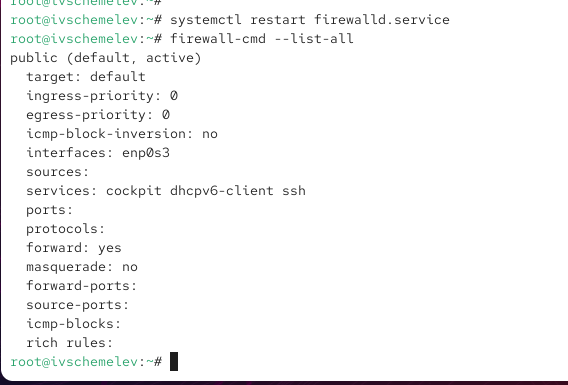 root@ivschemelev:~#
root@ivschemelev:~# systemctl restart firewalld.service
root@ivschemelev:~# firewall-cmd --list-all
public (default, active)
  target: default
  ingress-priority: 0
  egress-priority: 0
  icmp-block-inversion: no
  interfaces: enp0s3
  sources:
  services: cockpit dhcpv6-client ssh
  ports:
  protocols:
  forward: yes
  masquerade: no
  forward-ports:
  source-ports:
  icmp-blocks:
  rich rules:
root@ivschemelev:~#